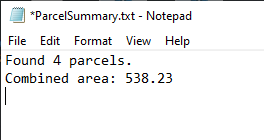 *ParcelSummary.txt - Notepad
File Edit Format View Help
Found 4 parcels.
Combined area: 538.23